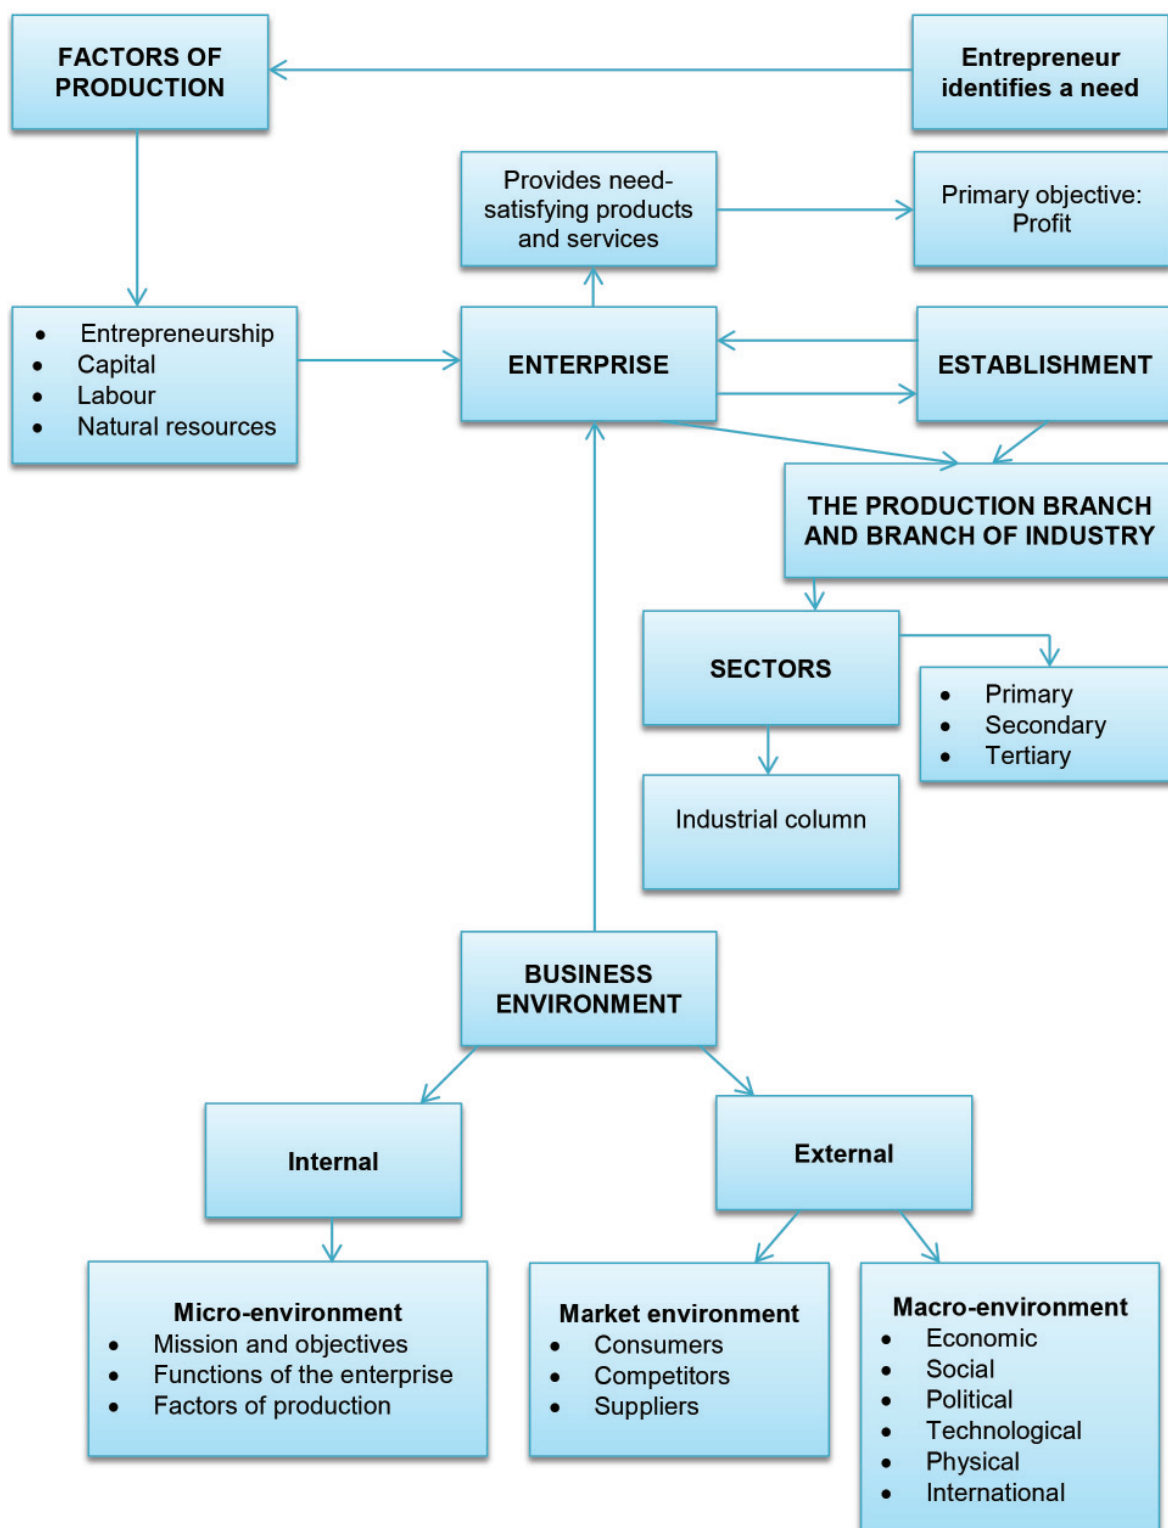 FACTORS OF
PRODUCTION
Entrepreneur
identifies a need
Provides need-
satisfying products
and services
Primary objective:
Profit
• Entrepreneurship
• Capital
• Labour
• Natural resources
ENTERPRISE
ESTABLISHMENT
THE PRODUCTION BRANCH
AND BRANCH OF INDUSTRY
SECTORS
• Primary
• Secondary
• Tertiary
Industrial column
BUSINESS
ENVIRONMENT
Internal
External
Micro-environment
• Mission and objectives
• Functions of the enterprise
• Factors of production
Market environment
• Consumers
• Competitors
• Suppliers
Macro-environment
• Economic
• Social
• Political
• Technological
• Physical
• International